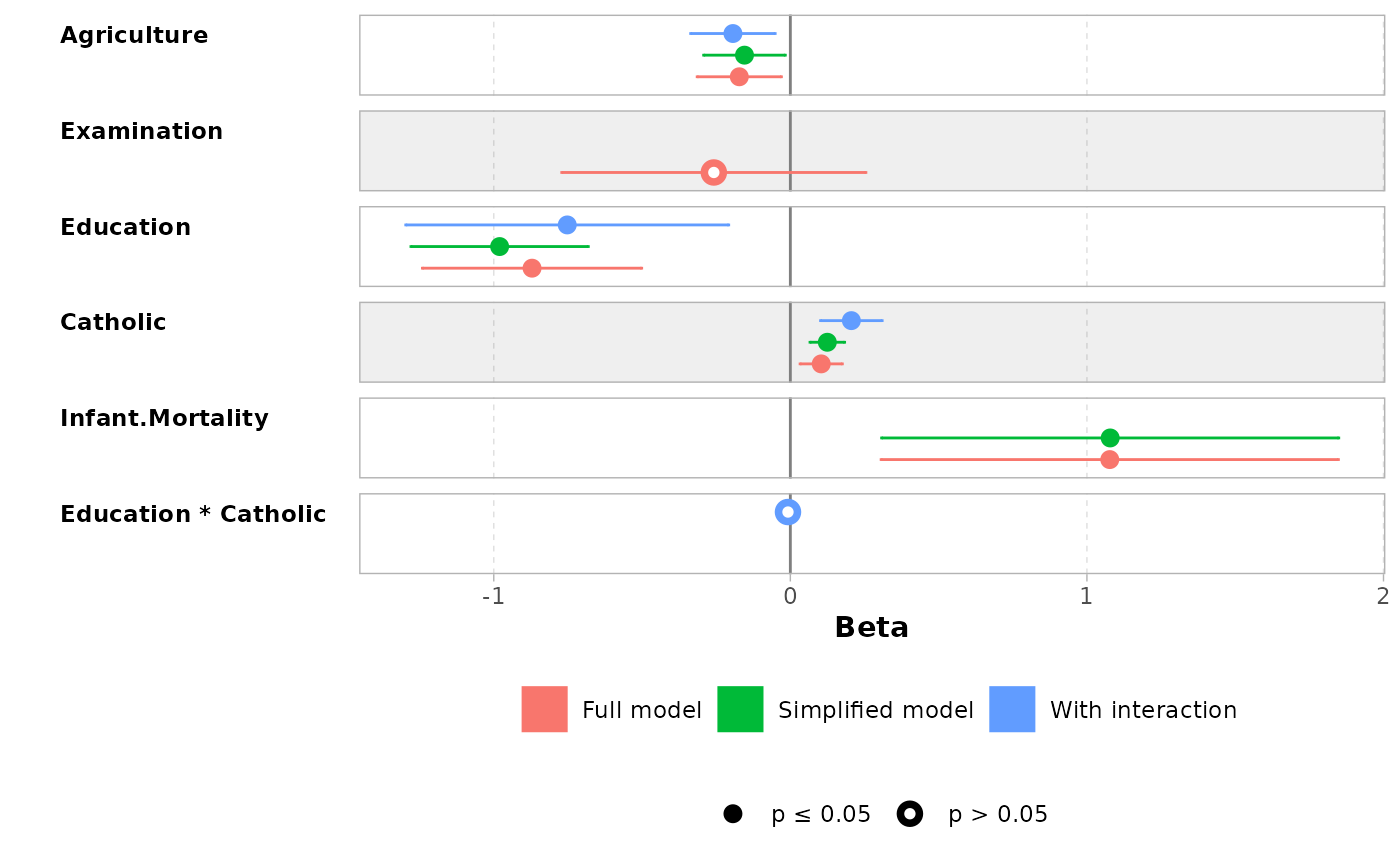 Agriculture
Examination
Education
Catholic
Infant.Mortality
Education * Catholic
-1 0 1 2
Beta
Full model Simplified model With interaction
p ≤ 0.05 p > 0.05